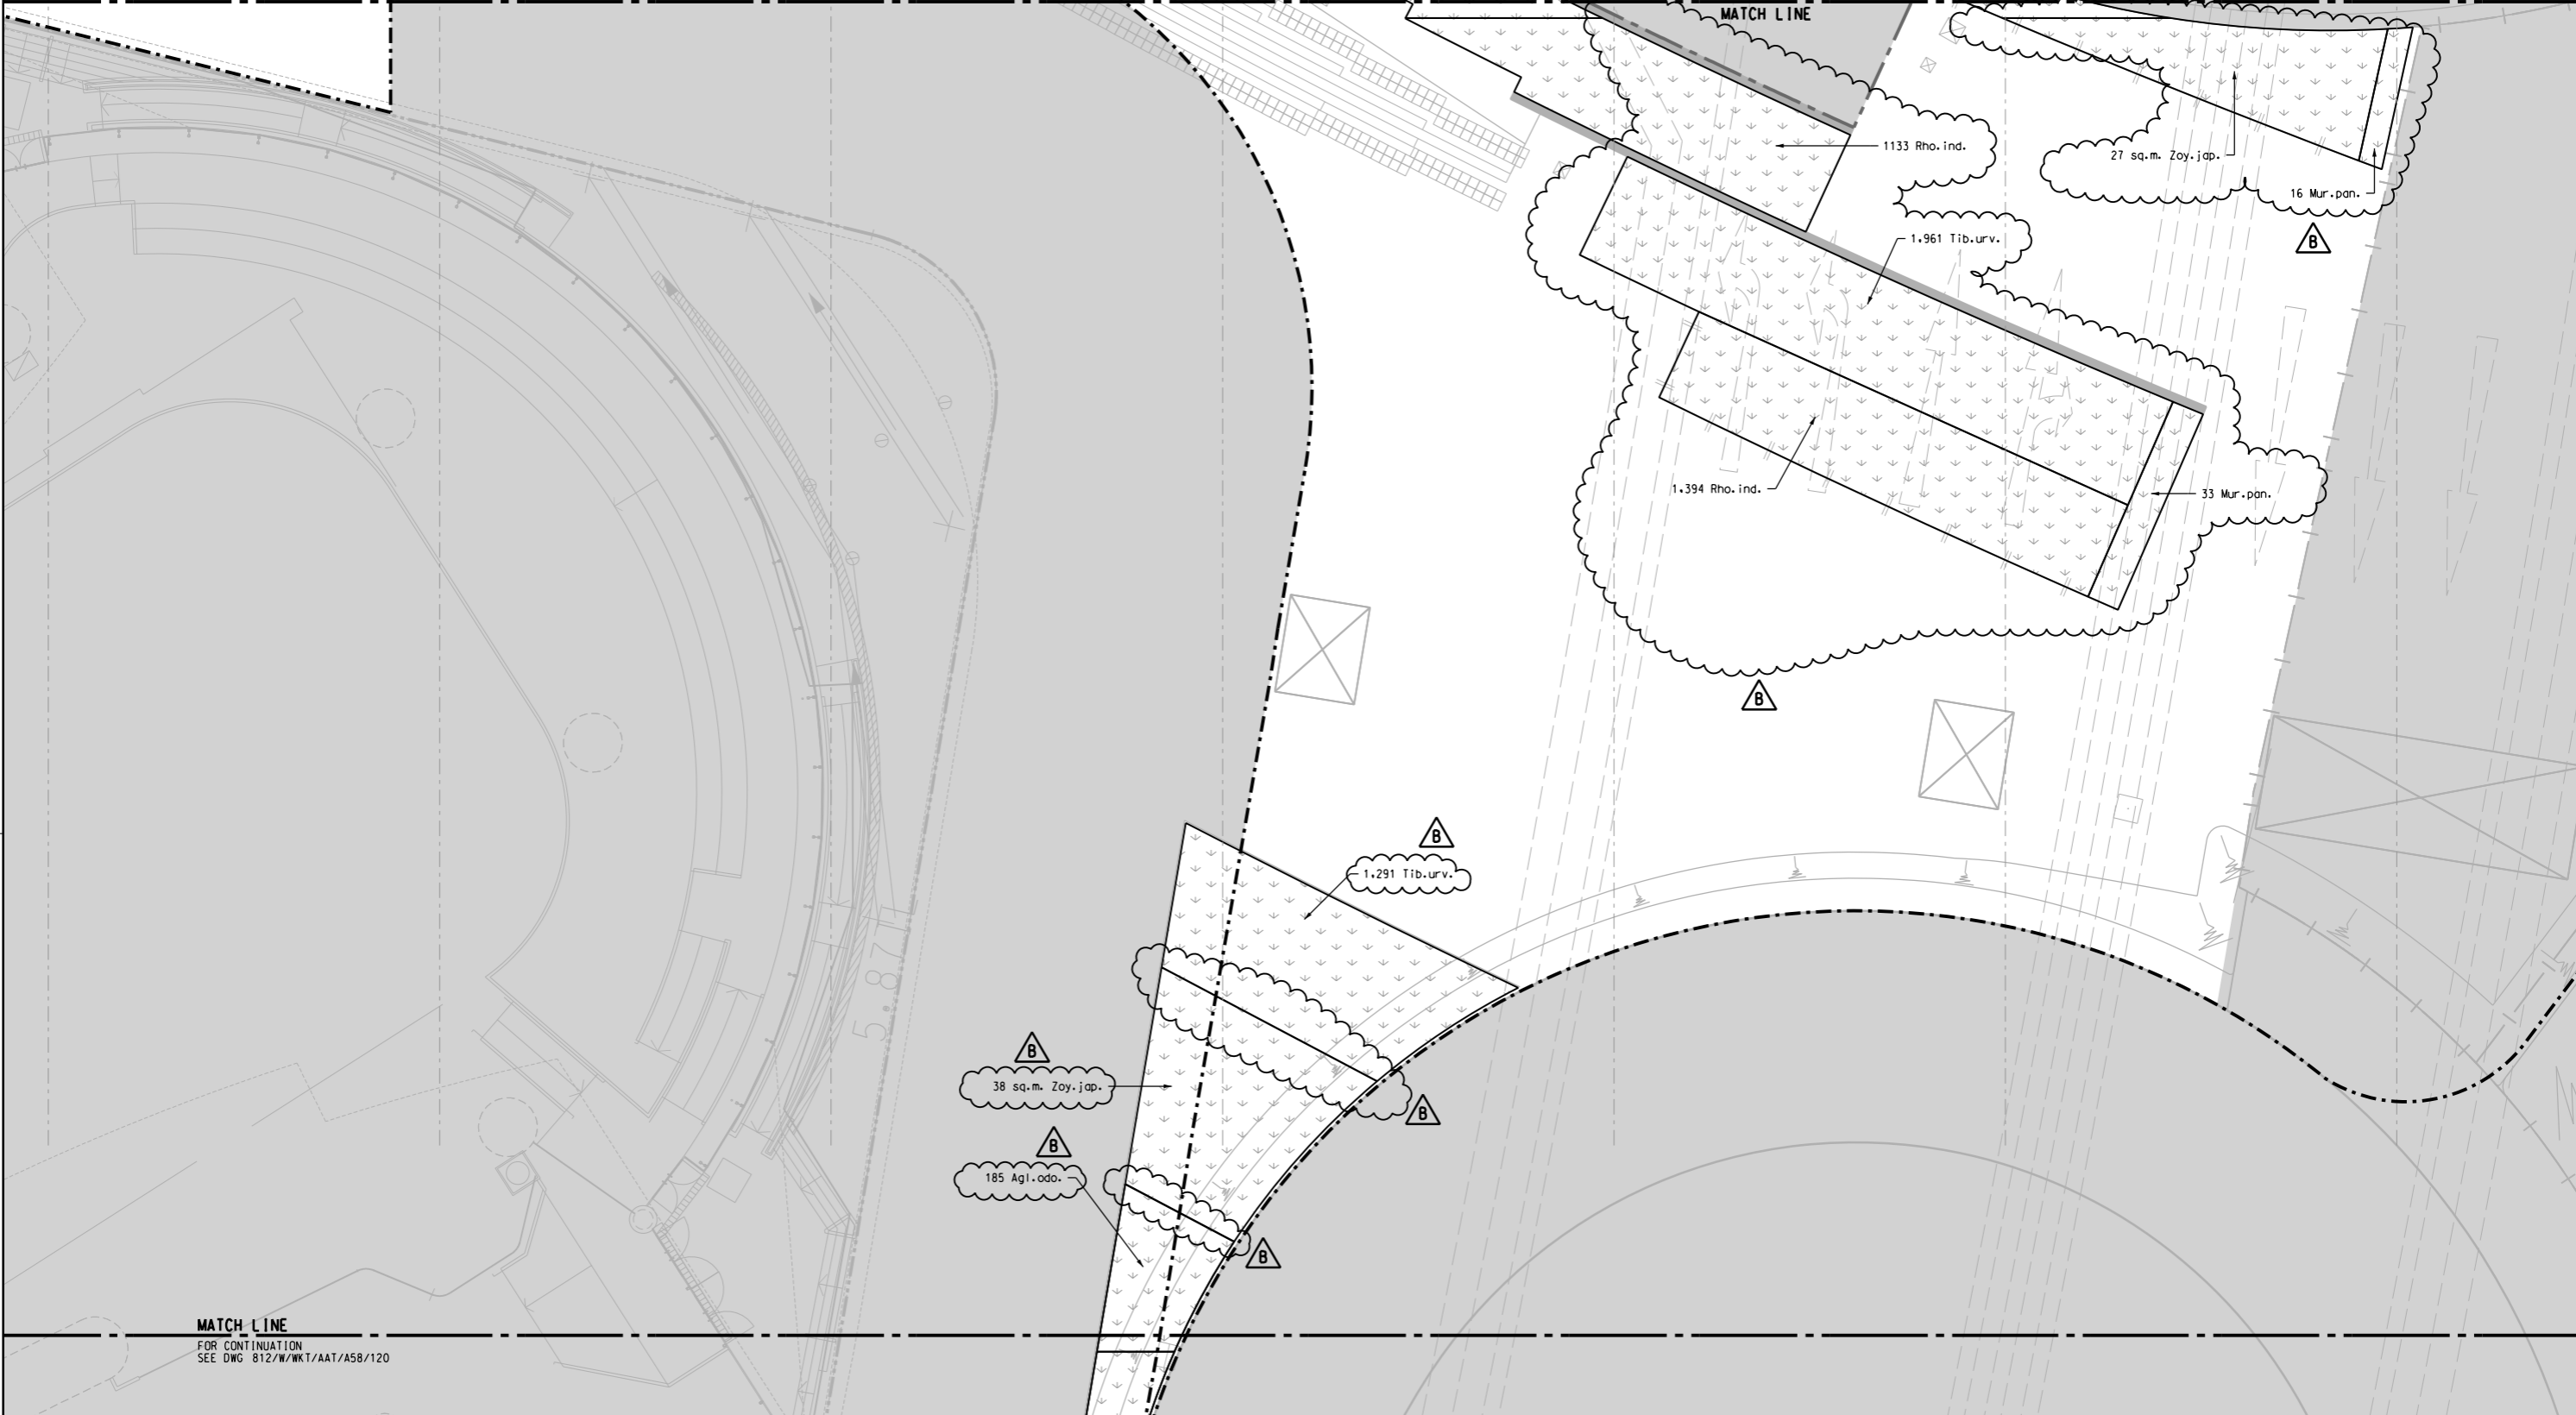 MATCH LINE
1133 Rho.ind.
27 sq.m. Zoy.jap.
16 Mur.pan.
B
1.961 Tib.urv.
1.394 Rho.ind.
33 Mur.pan.
B
B
1.291 Tib.urv.
B
38 sq.m. Zoy.jap.
B
B
185 Agl.odo.
B
5.87
MATCH LINE
FOR CONTINUATION
SEE DWG 812/W/WKT/AAT/A58/120